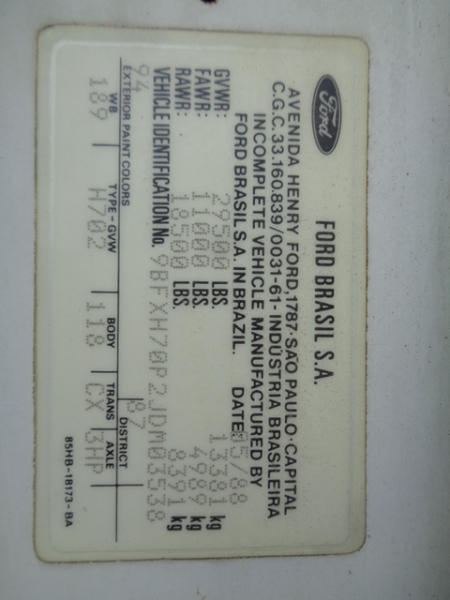 Ford
FORD BRASIL S.A.
AVENIDA HENRY FORD,1787·SÃO PAULO·CAPITAL
C.G.C.33.160.839/0031-61-INDÚSTRIA BRASILEIRA
INCOMPLETE VEHICLE MANUFACTURED BY
FORD BRASIL S.A. IN BRAZIL. DATE: 05/88
GVWR: 29500 LBS. 13381 kg
FAWR: 11000 LBS. 4989 kg
RAWR: 18500 LBS. 8391 kg
VEHICLE IDENTIFICATION No. 9BFXH70P2JDM03538
94 87
EXTERIOR PAINT COLORS DISTRICT
WB TYPE-GVW BODY TRANS AXLE
189 H702 118 CX 3HP
85HB-18173-BA